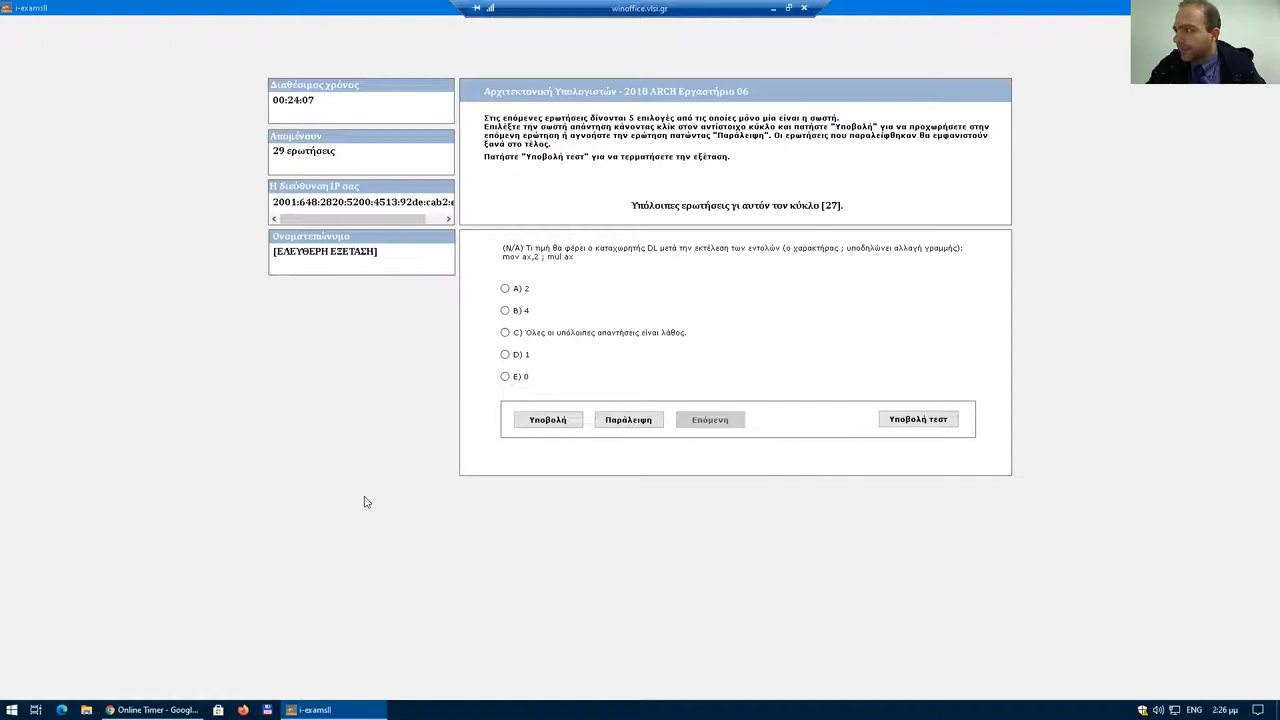 i-examsII
winoffice.vlsi.gr
Διαθέσιμος χρόνος
00:24:07
Απομένουν
29 ερωτήσεις
Η διεύθυνση IP σας
2001:648:2820:5200:4513:92de:cab2:
Ονοματεπώνυμο
[ΕΛΕΥΘΕΡΗ ΕΞΕΤΑΣΗ]
Αρχιτεκτονική Υπολογιστών - 2018 ARCH Εργαστήριο 06
Στις επόμενες ερωτήσεις δίνονται 5 επιλογές από τις οποίες μόνο μία είναι η σωστή.
Επιλέξτε την σωστή απάντηση κάνοντας κλίκ στον αντίστοιχο κύκλο και πατήστε "Υποβολή" για να προχωρήσετε στην
επόμενη ερώτηση ή αγνοήστε την ερώτηση πατώντας "Παράλειψη". Οι ερωτήσεις που παραλείφθηκαν θα εμφανιστούν
ξανά στο τέλος.
Πατήστε "Υποβολή τεστ" για να τερματήσετε την εξέταση.
Υπόλοιπες ερωτήσεις γι αυτόν τον κύκλο [27].
(N/A) Τι τιμή θα φέρει ο καταχωρητής DL μετά την εκτέλεση των εντολών (ο χαρακτήρας ; υποδηλώνει αλλαγή γραμμής):
mov ax,2 ; mul ax
A) 2
B) 4
C) Όλες οι υπόλοιπες απαντήσεις είναι λάθος.
D) 1
E) 0
Υποβολή Παράλειψη Επόμενη Υποβολή τεστ
Online Timer - Googl...
i-examsII
ENG
2:26 μμ